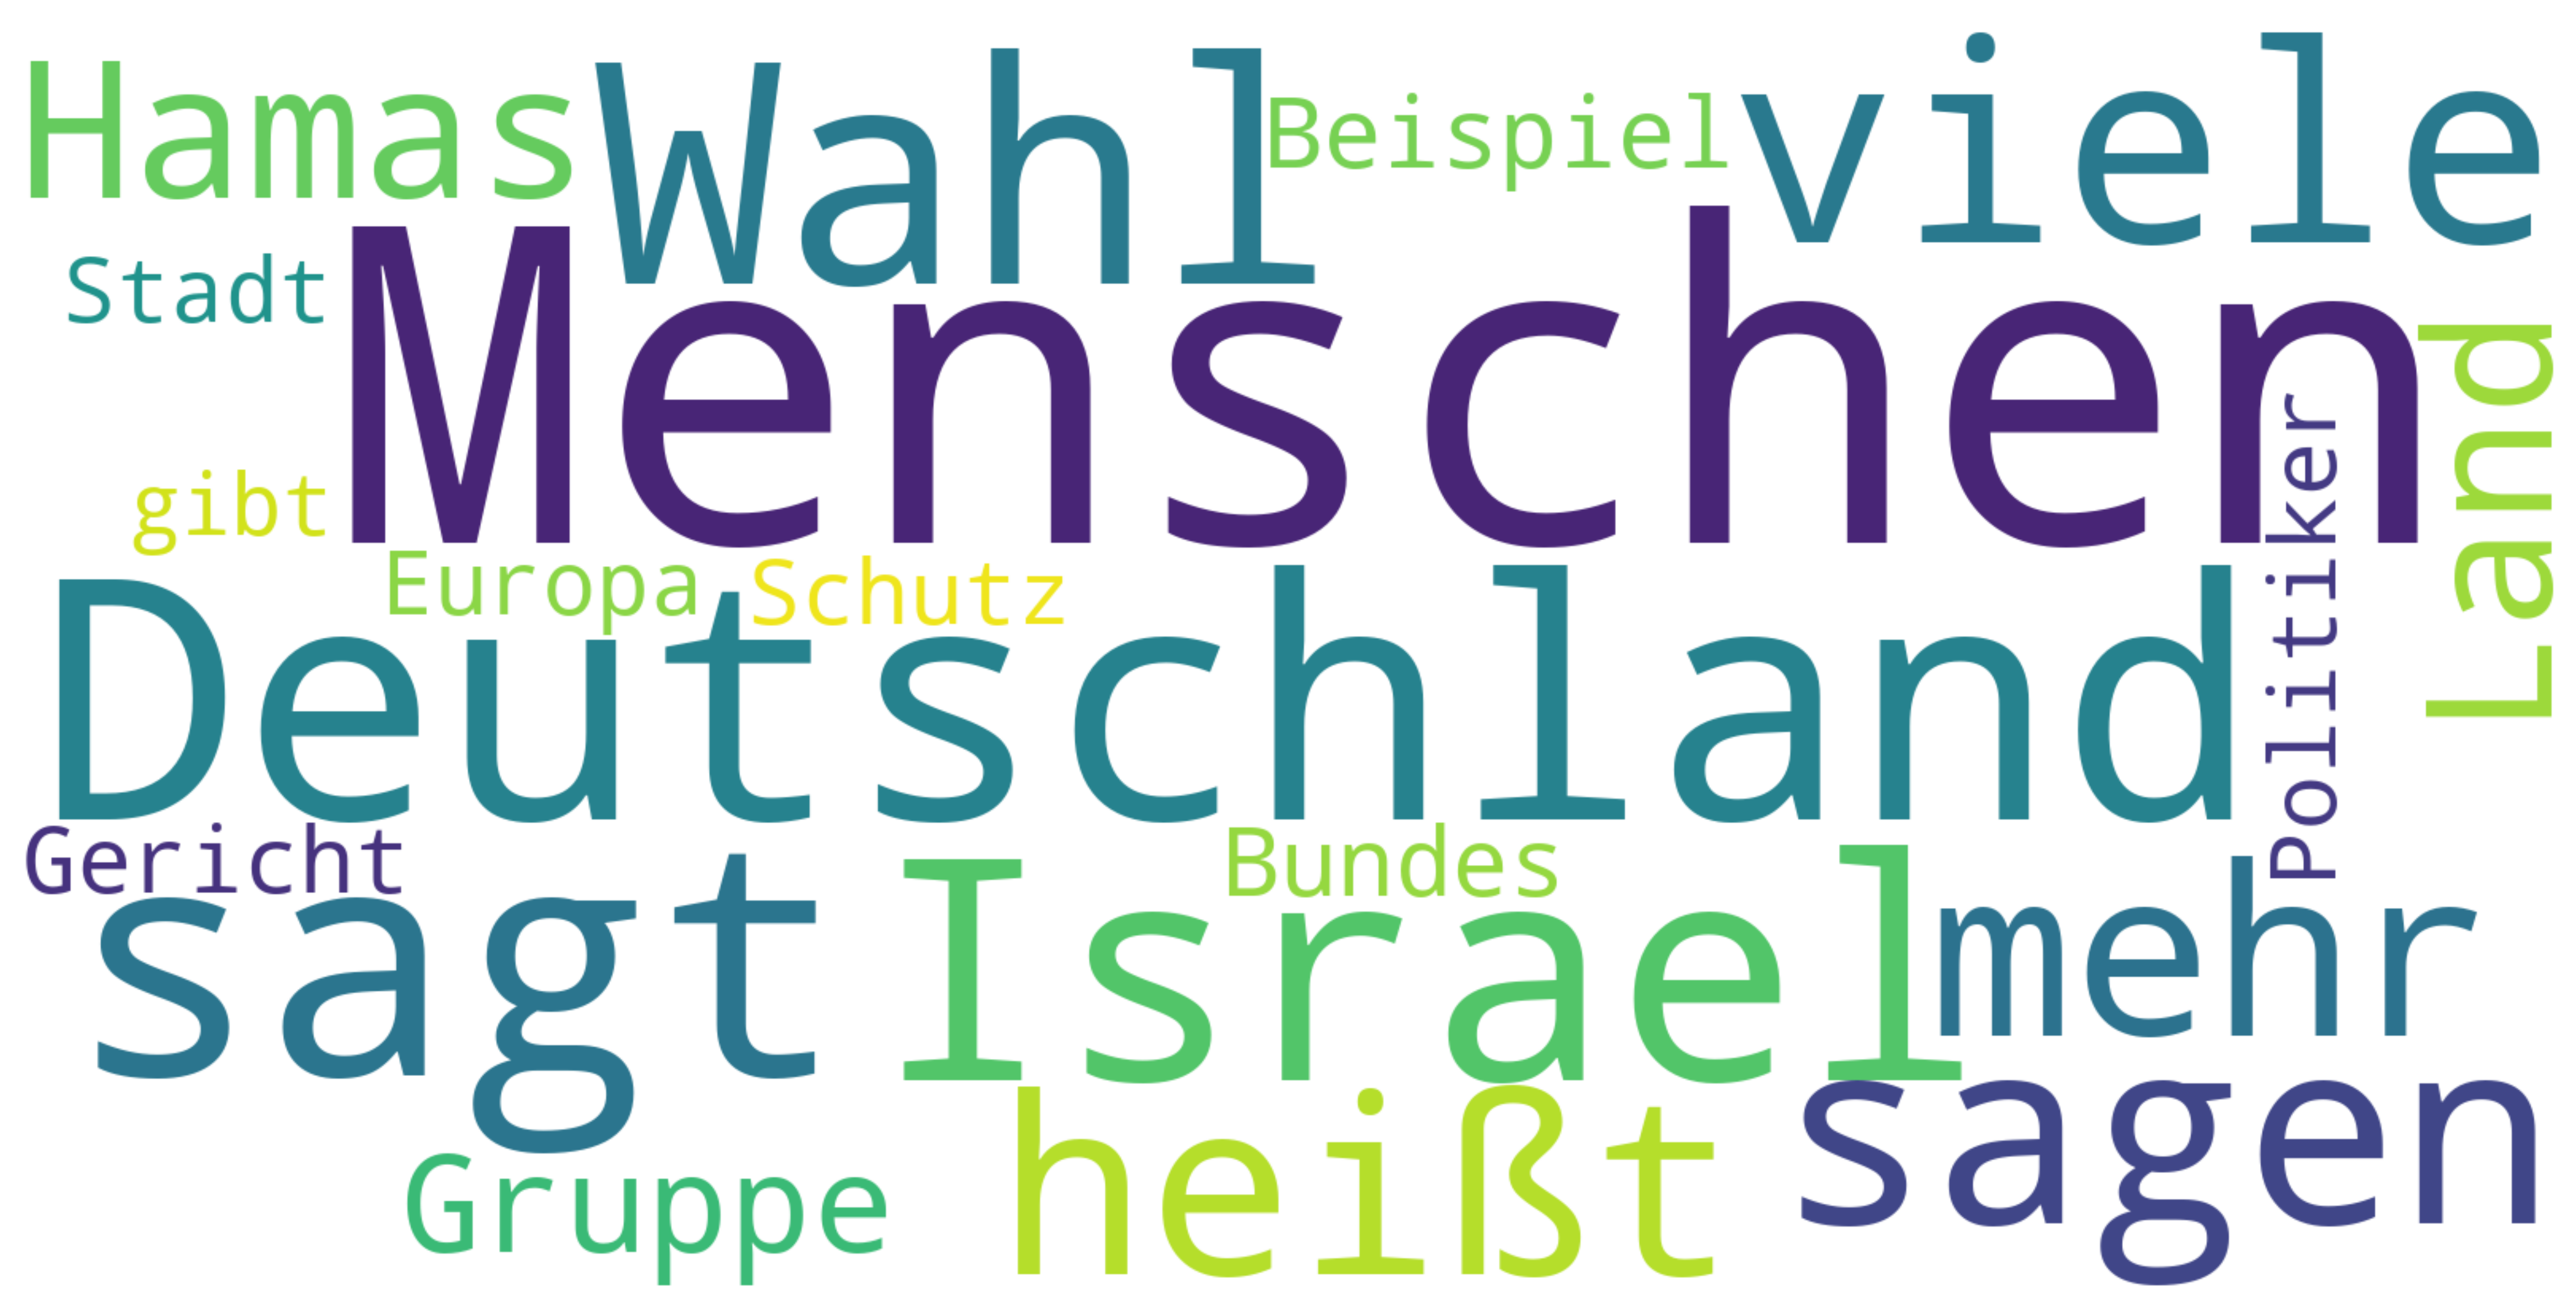 Hamas
Wahl
Beispiel
viele
Stadt
Menschen
Land
gibt
Politiker
Europa
Schutz
Deutschland
Gericht
Bundes
sagt
Israel
mehr
Gruppe
heißt
sagen